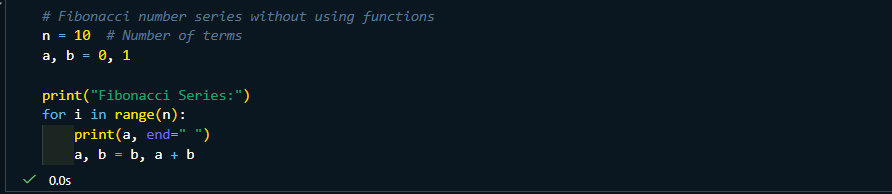 # Fibonacci number series without using functions
n = 10  # Number of terms
a, b = 0, 1

print("Fibonacci Series:")
for i in range(n):
    print(a, end=" ")
    a, b = b, a + b
0.0s